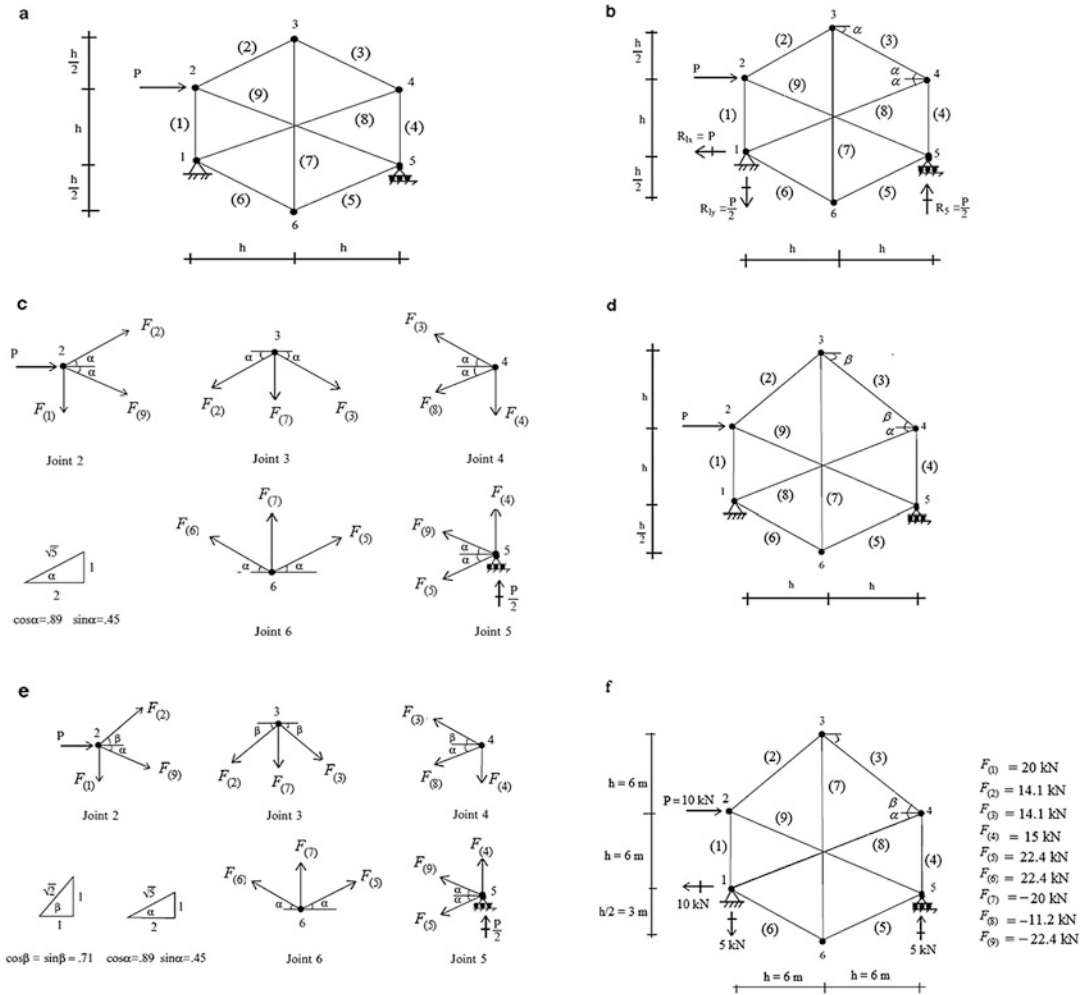 a
3
h/2
(2)
(3)
P
2
4
(9)
h
(1)
(8)
(4)
1
(7)
5
h/2
(6)
(5)
6
h
h
b
3
α
h/2
(2)
(3)
2
α
4
P
α
(9)
h
(1)
(8)
(4)
R1x = P
1
(7)
5
h/2
(6)
(5)
R1y = P/2
6
R5 = P/2
h
h
c
F(2)
P
2
α
α
F(1)
F(9)
Joint 2
3
α
α
F(2)
F(7)
F(3)
Joint 3
F(3)
α
α
4
F(8)
F(4)
Joint 4
√5
1
α
2
cosα=.89 sinα=.45
F(7)
F(6)
F(5)
α
α
6
Joint 6
F(4)
F(9)
α
α
5
F(5)
P/2
Joint 5
d
3
β
h
(2)
(3)
P
2
β
4
α
(9)
h
(1)
(4)
1
(8)
(7)
5
h/2
(6)
(5)
6
h
h
e
F(2)
P
2
β
α
F(1)
F(9)
Joint 2
3
β
β
F(2)
F(7)
F(3)
Joint 3
F(3)
β
α
4
F(8)
F(4)
Joint 4
√2
1
β
1
√5
1
α
2
cosβ = sinβ = .71 cosα=.89 sinα=.45
F(7)
F(6)
F(5)
α
α
6
Joint 6
F(4)
F(9)
α
α
5
F(5)
P/2
Joint 5
f
3
h = 6 m
(2)
(3)
(7)
P = 10 kN
2
β
4
α
(9)
h = 6 m
(1)
(8)
(4)
1
5
10 kN
h/2 = 3 m
(6)
(5)
5 kN
6
5 kN
h = 6 m
h = 6 m
F(1) = 20 kN
F(2) = 14.1 kN
F(3) = 14.1 kN
F(4) = 15 kN
F(5) = 22.4 kN
F(6) = 22.4 kN
F(7) = −20 kN
F(8) = −11.2 kN
F(9) = −22.4 kN